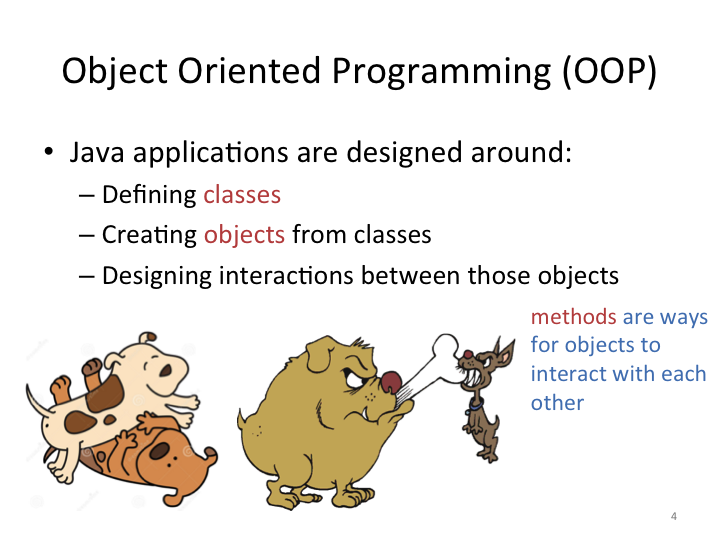 Object Oriented Programming (OOP)
• Java applications are designed around:
– Defining classes
– Creating objects from classes
– Designing interactions between those objects
methods are ways
for objects to
interact with each
other
4